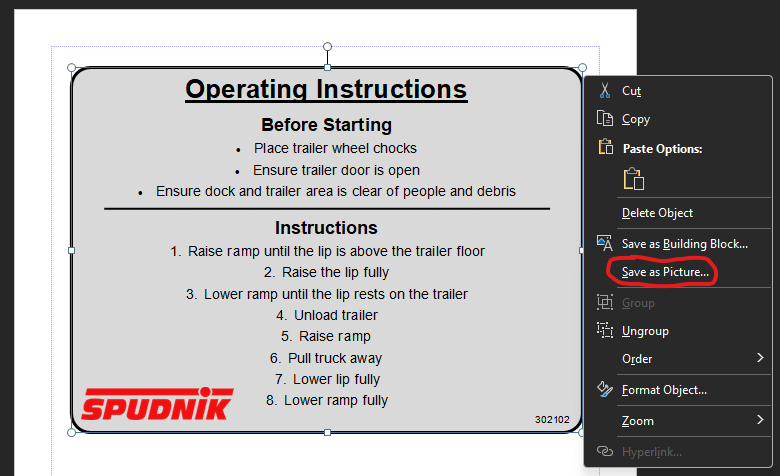 Operating Instructions
Before Starting
• Place trailer wheel chocks
• Ensure trailer door is open
• Ensure dock and trailer area is clear of people and debris
Instructions
1. Raise ramp until the lip is above the trailer floor
2. Raise the lip fully
3. Lower ramp until the lip rests on the trailer
4. Unload trailer
5. Raise ramp
6. Pull truck away
7. Lower lip fully
8. Lower ramp fully
SPUDNIK
302102
Cut
Copy
Paste Options:
Delete Object
Save as Building Block...
Save as Picture...
Group
Ungroup
Order
Format Object...
Zoom
Hyperlink...